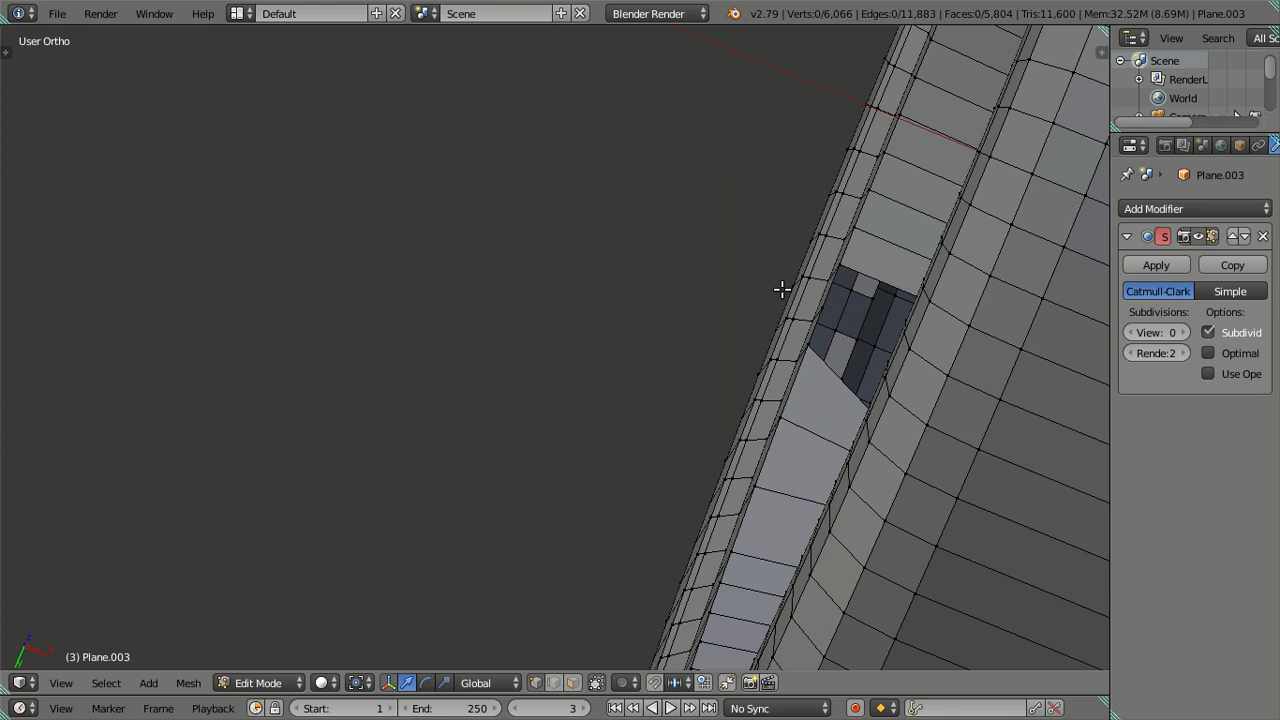 File Render Window Help Default Scene Blender Render v2.79 | Verts:0/6,066 | Edges:0/11,883 | Faces:0/5,804 | Tris:11,600 | Mem:32.52M (8.69M) | Plane.003
User Ortho
View Search All Sc
Scene
RenderL
World
Plane.003
Add Modifier
S
Apply Copy
Catmull-Clark Simple
Subdivisions: Options:
View: 0 Subdivid
Rende:2 Optimal
Use Ope
(3) Plane.003
View Select Add Mesh Edit Mode Global
View Marker Frame Playback Start: 1 End: 250 3 No Sync